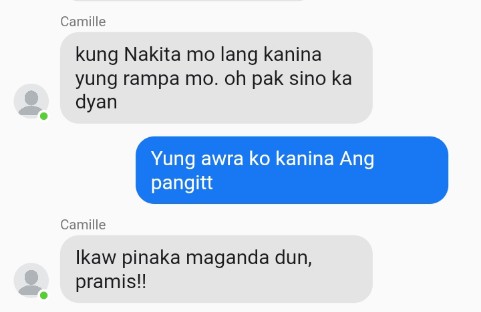 Camille
kung Nakita mo lang kanina
yung rampa mo. oh pak sino ka
dyan
Yung awra ko kanina Ang
pangitt
Camille
Ikaw pinaka maganda dun,
pramis!!